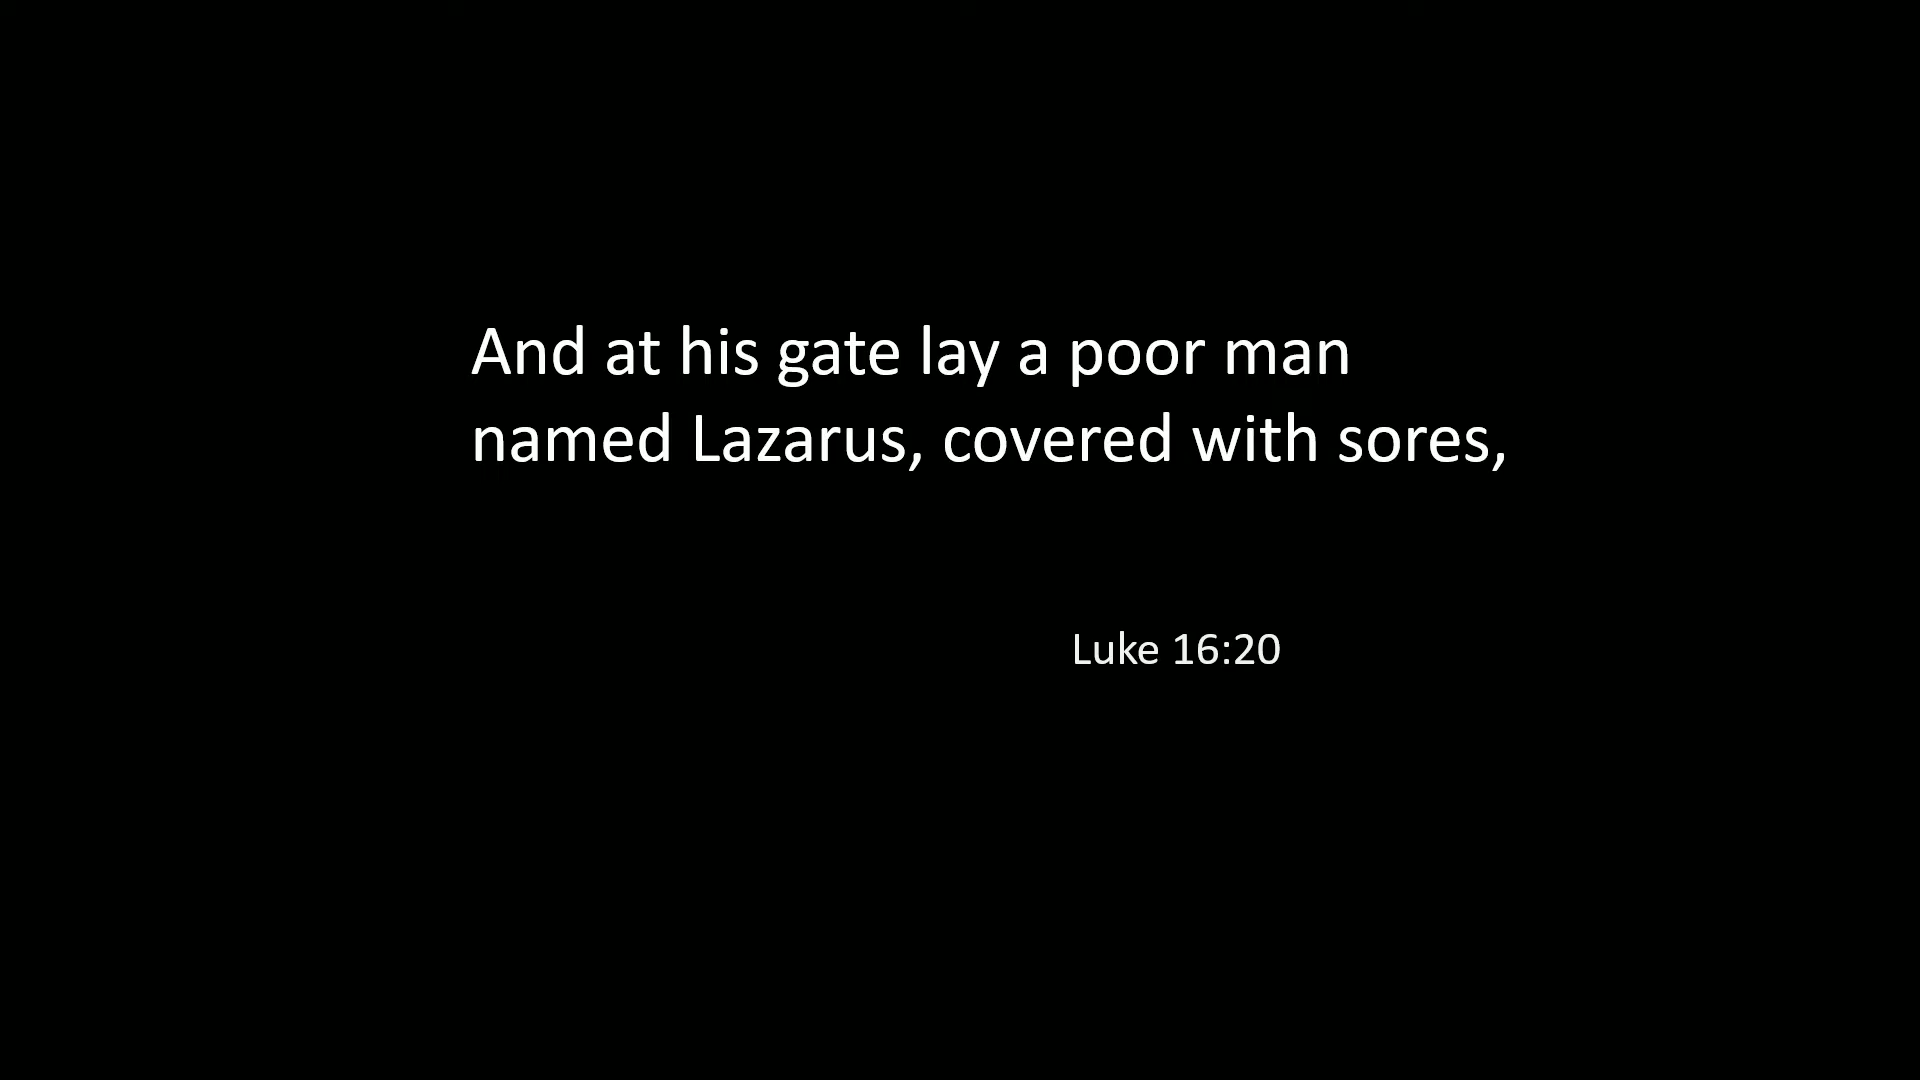 And at his gate lay a poor man
named Lazarus, covered with sores,
Luke 16:20